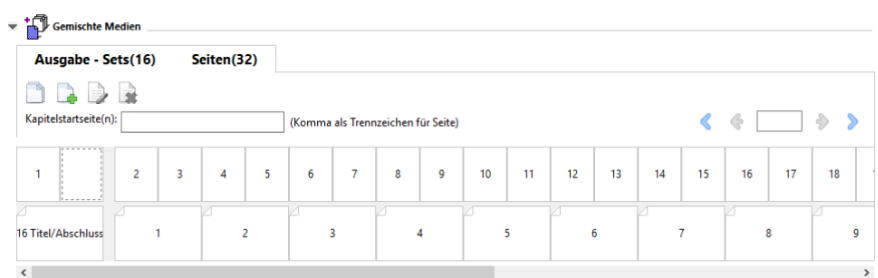 Gemischte Medien
Ausgabe - Sets(16) Seiten(32)
Kapitelstartseite(n): (Komma als Trennzeichen für Seite)
1 2 3 4 5 6 7 8 9 10 11 12 13 14 15 16 17 18
16 Titel/Abschluss 1 2 3 4 5 6 7 8 9